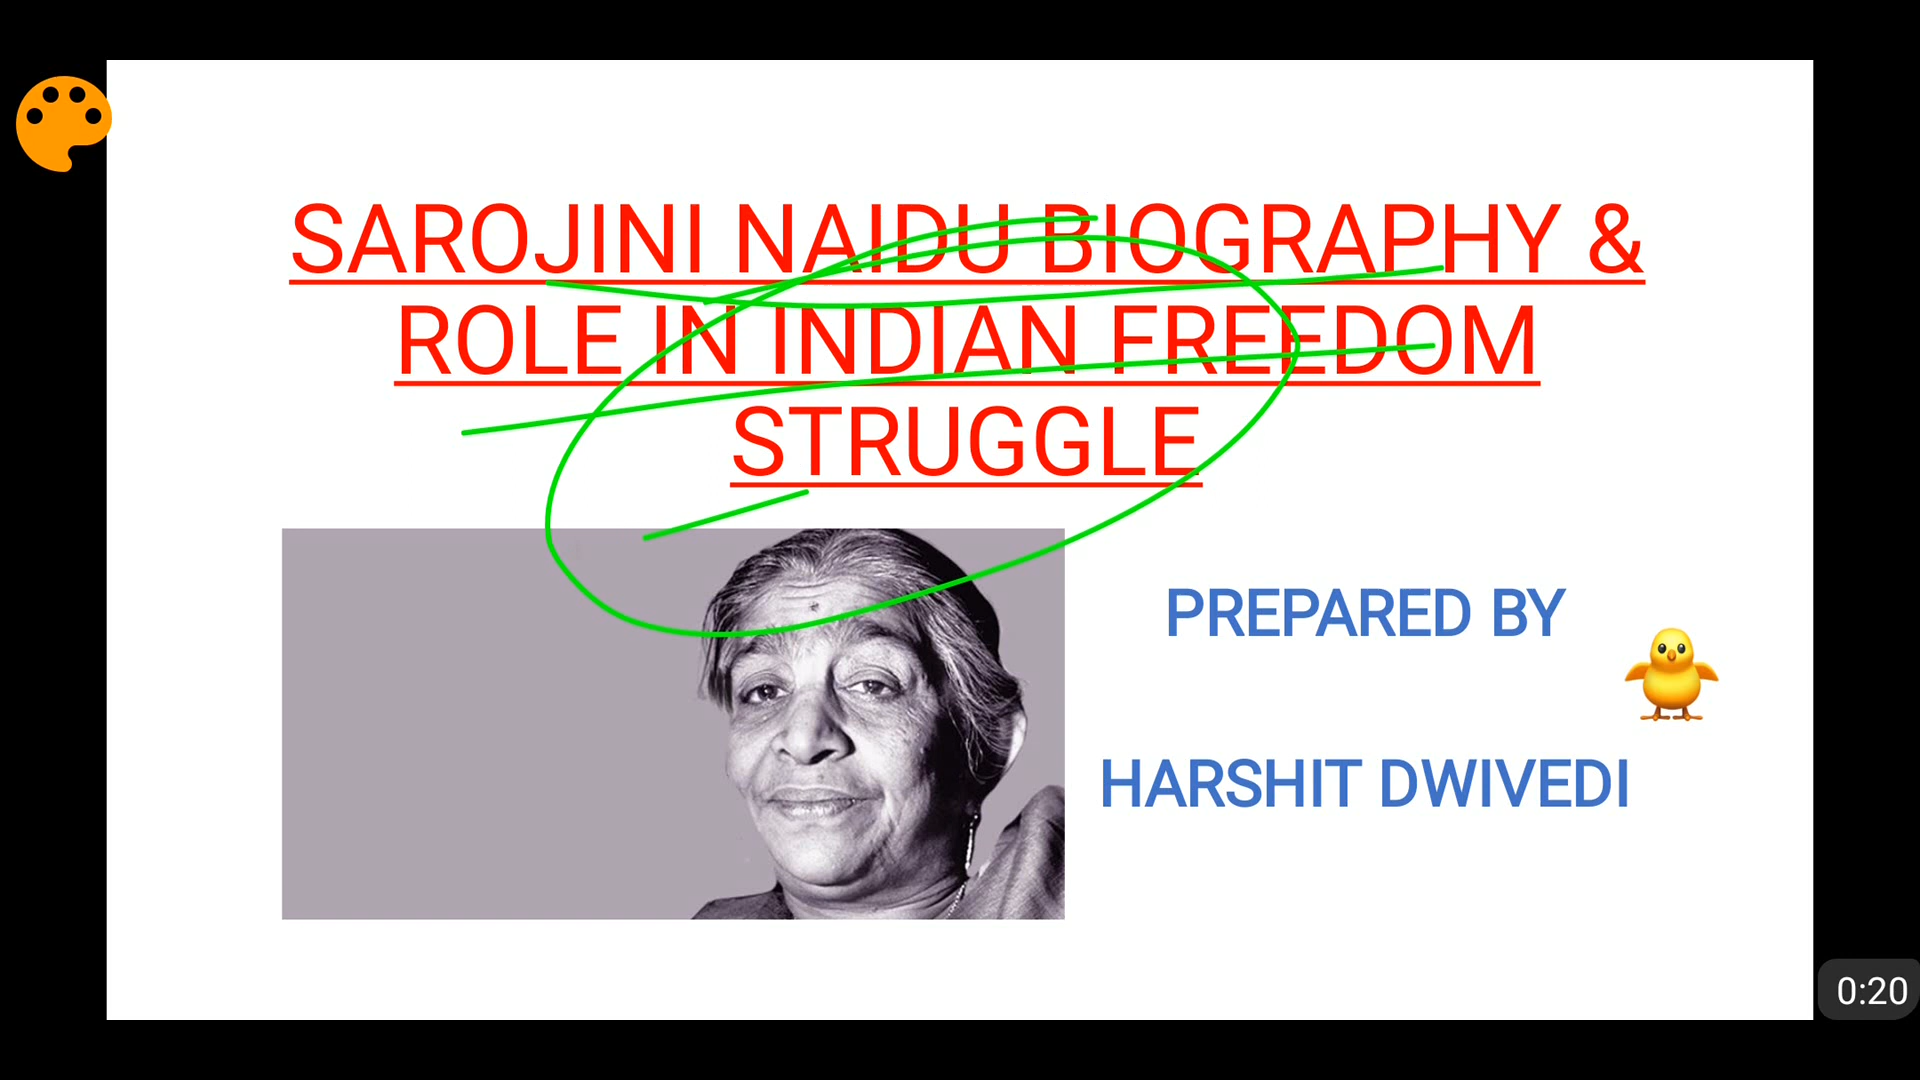 SAROJINI NAIDU BIOGRAPHY &
ROLE IN INDIAN FREEDOM
STRUGGLE
PREPARED BY
HARSHIT DWIVEDI
0:20